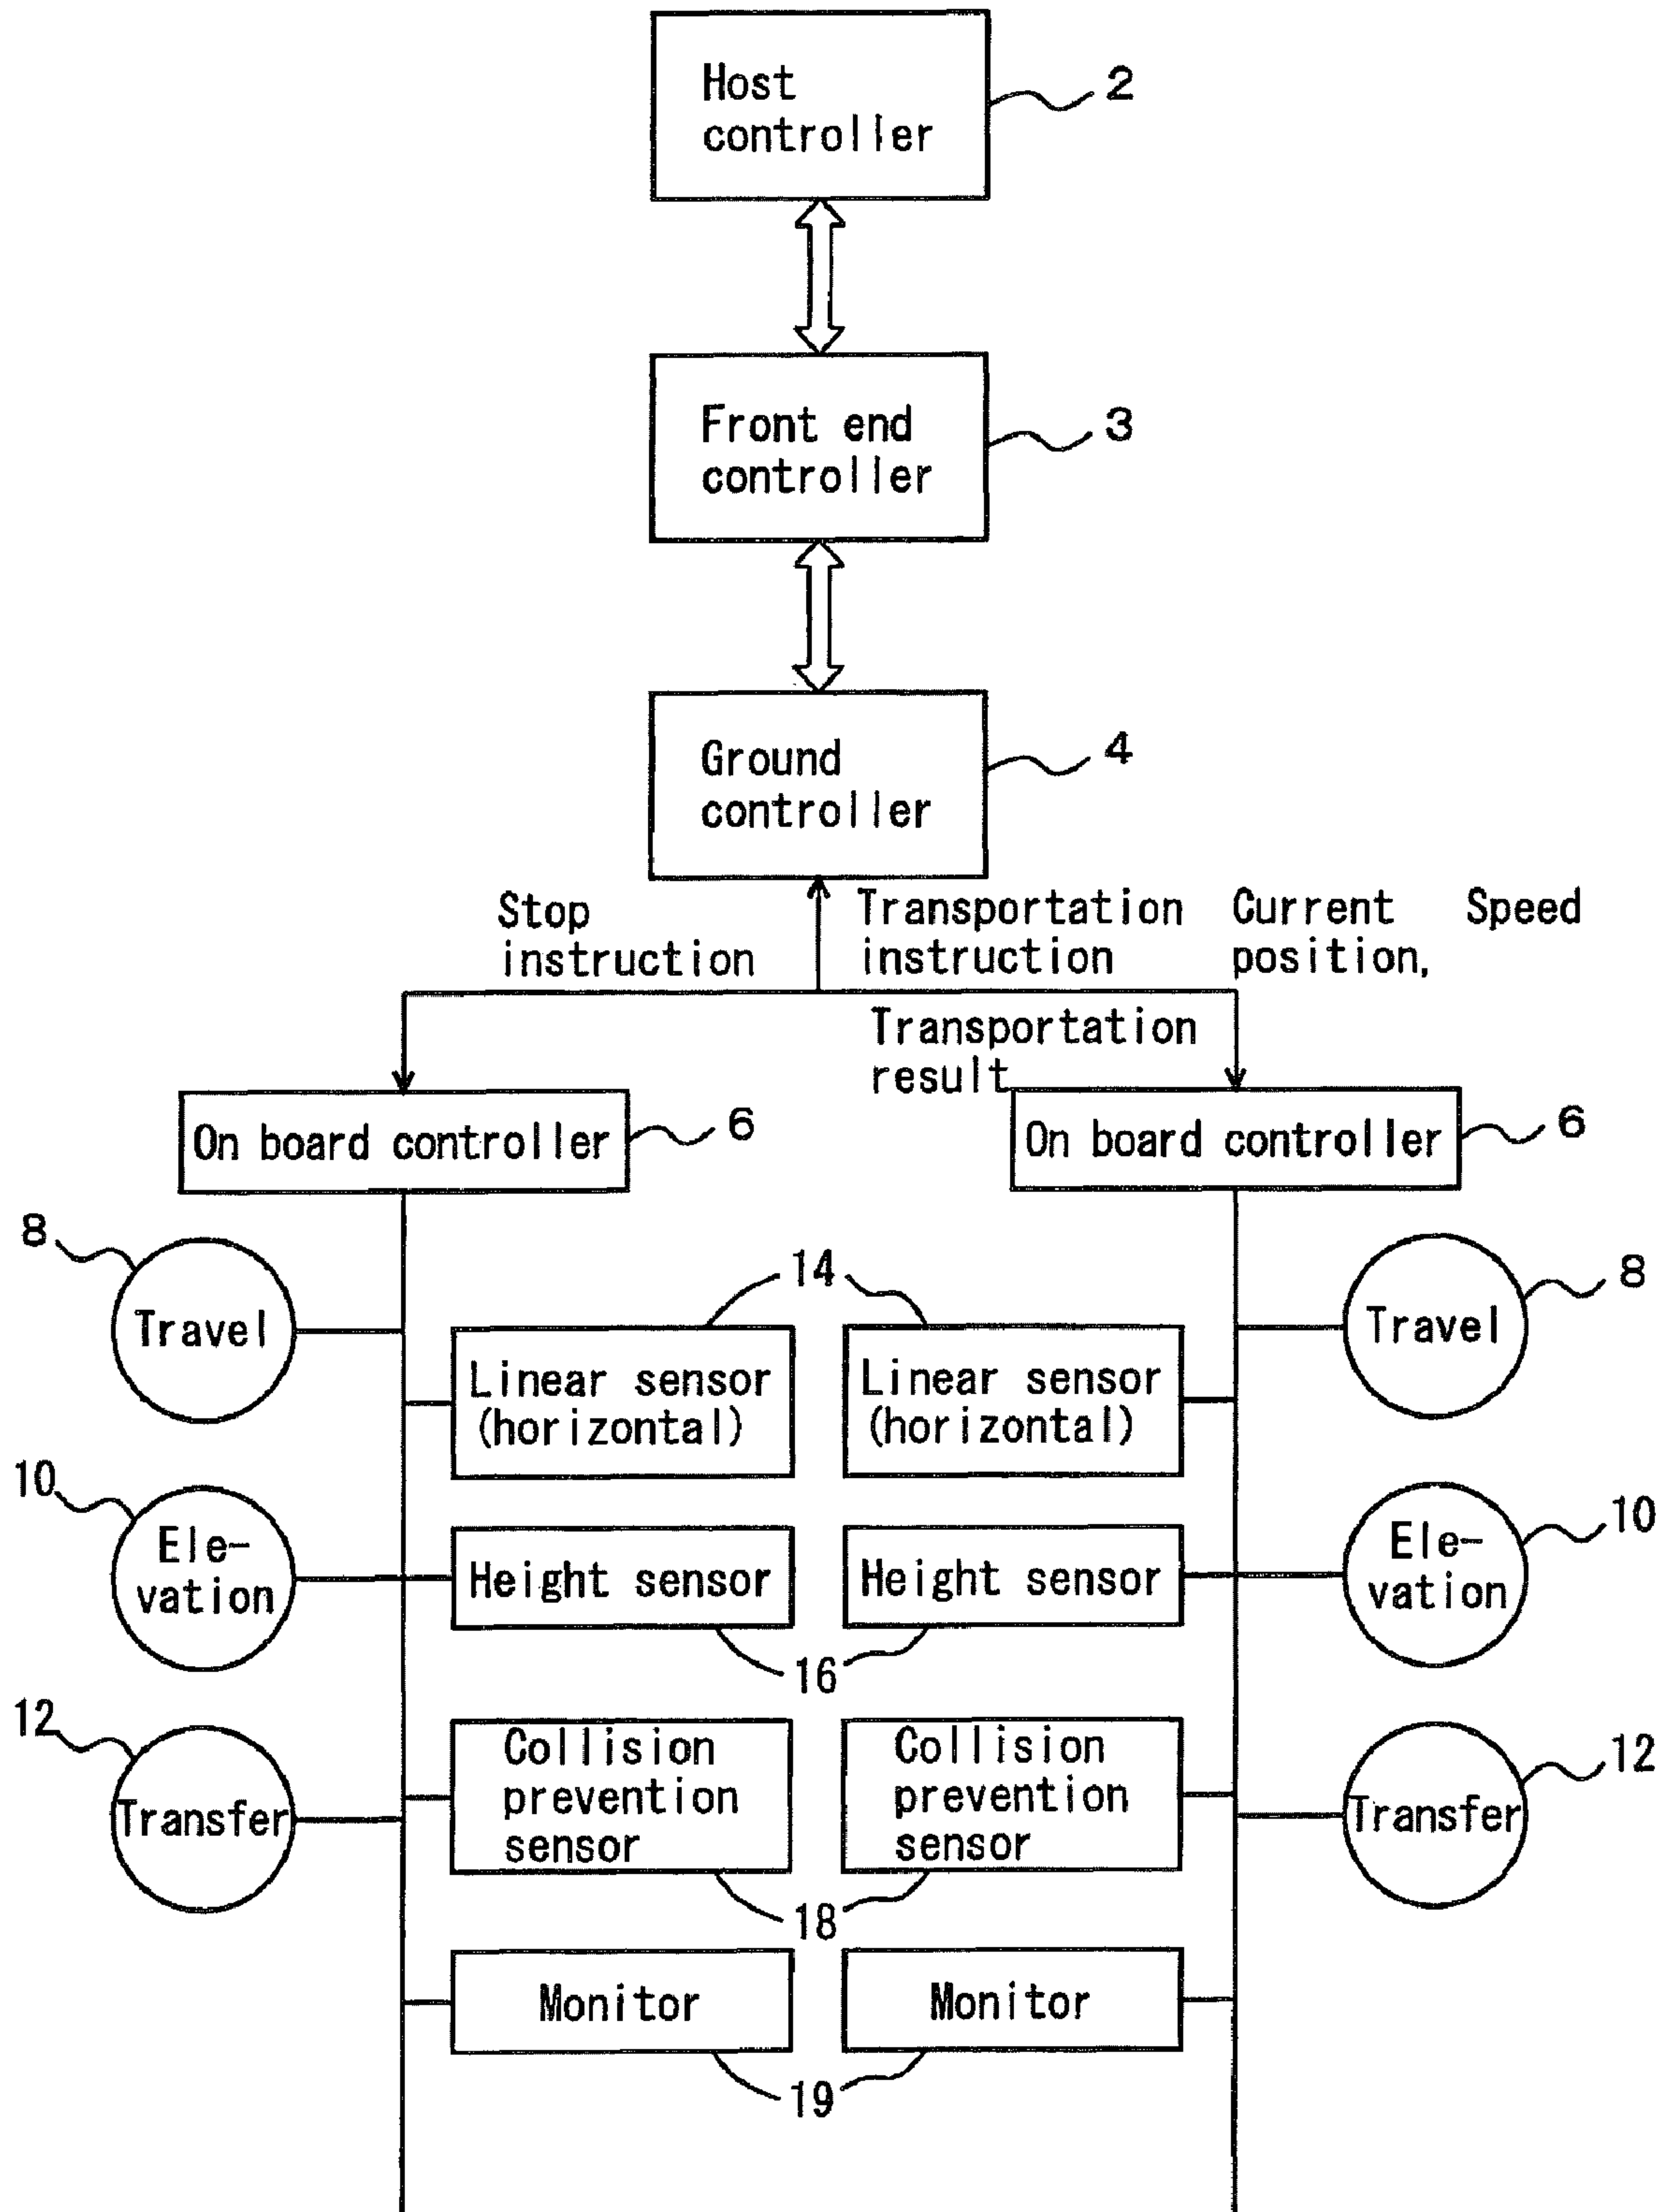 Host
controller
2
Front end
controller
3
Ground
controller
4
Stop
instruction
Transportation
instruction
Current
position,
Speed
Transportation
result
On board controller
6
On board controller
6
8
Travel
14
Linear sensor
(horizontal)
Linear sensor
(horizontal)
Travel
8
10
Ele-
vation
Height sensor
Height sensor
16
Ele-
vation
10
12
Transfer
Collision
prevention
sensor
Collision
prevention
sensor
18
Transfer
12
Monitor
Monitor
19